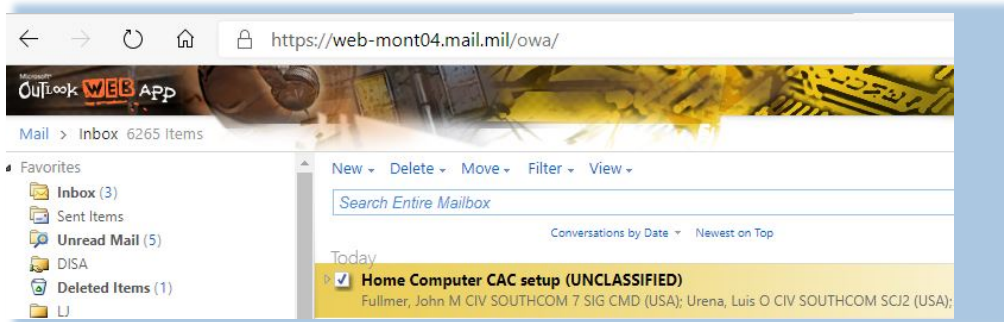 https://web-mont04.mail.mil/owa/
Microsoft
OutLook WEB APP
Mail > Inbox 6265 Items
Favorites
Inbox (3)
Sent Items
Unread Mail (5)
DISA
Deleted Items (1)
LJ
New Delete Move Filter View
Search Entire Mailbox
Conversations by Date Newest on Top
Today
Home Computer CAC setup (UNCLASSIFIED)
Fullmer, John M CIV SOUTHCOM 7 SIG CMD (USA); Urena, Luis O CIV SOUTHCOM SCJ2 (USA);